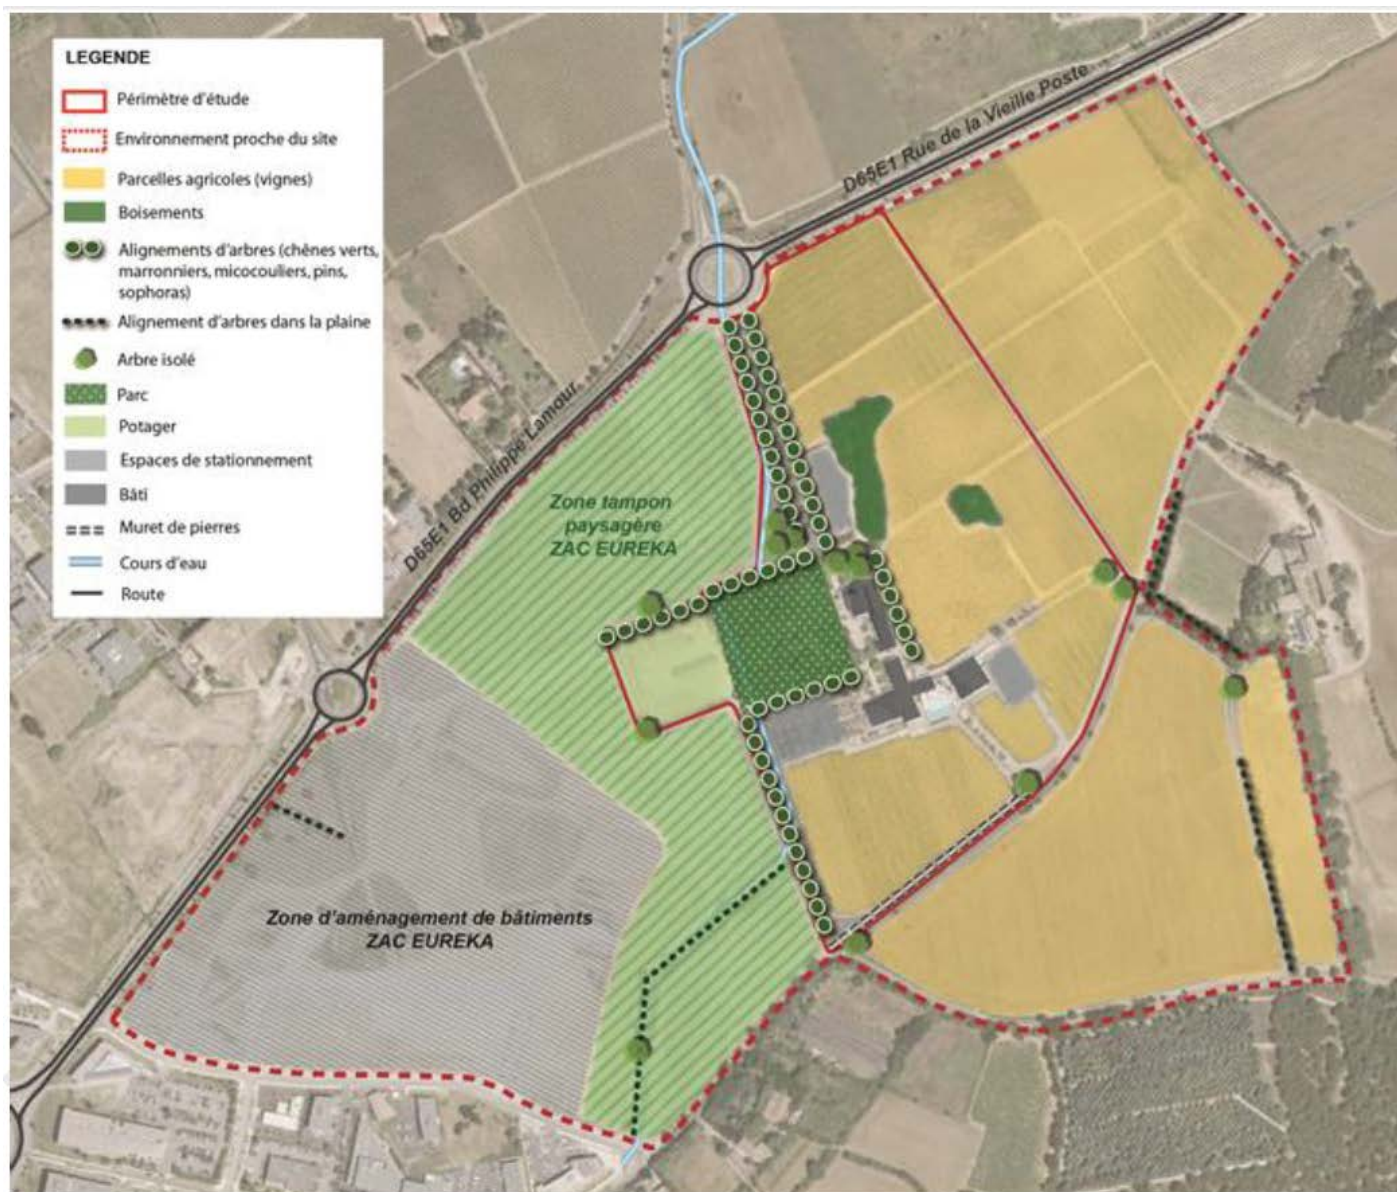 LEGENDE
Périmètre d'étude
Environnement proche du site
Parcelles agricoles (vignes)
Boisements
Alignements d'arbres (chênes verts,
marronniers, micocouliers, pins,
sophoras)
Alignement d'arbres dans la plaine
Arbre isolé
Parc
Potager
Espaces de stationnement
Bâti
Muret de pierres
Cours d'eau
Route
D65E1 Rue de la Vieille Poste
D65E1 Bd Philippe Lamour
Zone tampon
paysagère
ZAC EUREKA
Zone d'aménagement de bâtiments
ZAC EUREKA